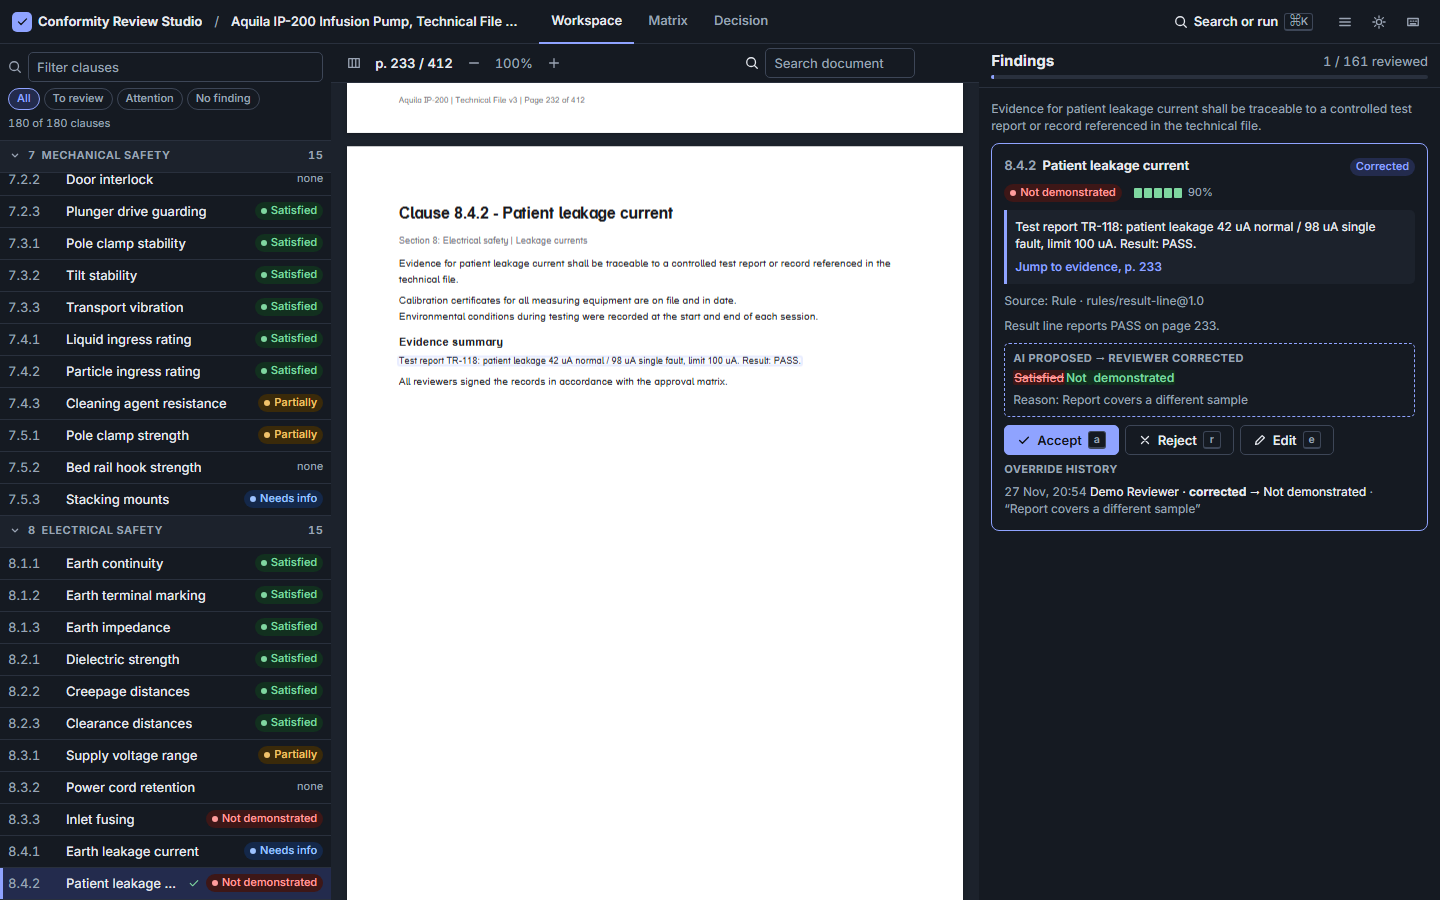 Conformity Review Studio / Aquila IP-200 Infusion Pump, Technical File ... Workspace Matrix Decision Search or run ⌘K
Filter clauses
All To review Attention No finding
180 of 180 clauses
7 MECHANICAL SAFETY 15
7.2.2 Door interlock none
7.2.3 Plunger drive guarding Satisfied
7.3.1 Pole clamp stability Satisfied
7.3.2 Tilt stability Satisfied
7.3.3 Transport vibration Satisfied
7.4.1 Liquid ingress rating Satisfied
7.4.2 Particle ingress rating Satisfied
7.4.3 Cleaning agent resistance Partially
7.5.1 Pole clamp strength Partially
7.5.2 Bed rail hook strength none
7.5.3 Stacking mounts Needs info
8 ELECTRICAL SAFETY 15
8.1.1 Earth continuity Satisfied
8.1.2 Earth terminal marking Satisfied
8.1.3 Earth impedance Satisfied
8.2.1 Dielectric strength Satisfied
8.2.2 Creepage distances Satisfied
8.2.3 Clearance distances Satisfied
8.3.1 Supply voltage range Partially
8.3.2 Power cord retention none
8.3.3 Inlet fusing Not demonstrated
8.4.1 Earth leakage current Needs info
8.4.2 Patient leakage ... Not demonstrated
p. 233 / 412 100% Search document
Aquila IP-200 | Technical File v3 | Page 232 of 412
Clause 8.4.2 - Patient leakage current
Section 8: Electrical safety | Leakage currents
Evidence for patient leakage current shall be traceable to a controlled test report or record referenced in the
technical file.
Calibration certificates for all measuring equipment are on file and in date.
Environmental conditions during testing were recorded at the start and end of each session.
Evidence summary
Test report TR-118: patient leakage 42 uA normal / 98 uA single fault, limit 100 uA. Result: PASS.
All reviewers signed the records in accordance with the approval matrix.
Findings 1 / 161 reviewed
Evidence for patient leakage current shall be traceable to a controlled test
report or record referenced in the technical file.
8.4.2 Patient leakage current Corrected
Not demonstrated 90%
Test report TR-118: patient leakage 42 uA normal / 98 uA single
fault, limit 100 uA. Result: PASS.
Jump to evidence, p. 233
Source: Rule · rules/result-line@1.0
Result line reports PASS on page 233.
AI PROPOSED → REVIEWER CORRECTED
Satisfied Not demonstrated
Reason: Report covers a different sample
Accept a Reject r Edit e
OVERRIDE HISTORY
27 Nov, 20:54 Demo Reviewer · corrected → Not demonstrated ·
“Report covers a different sample”